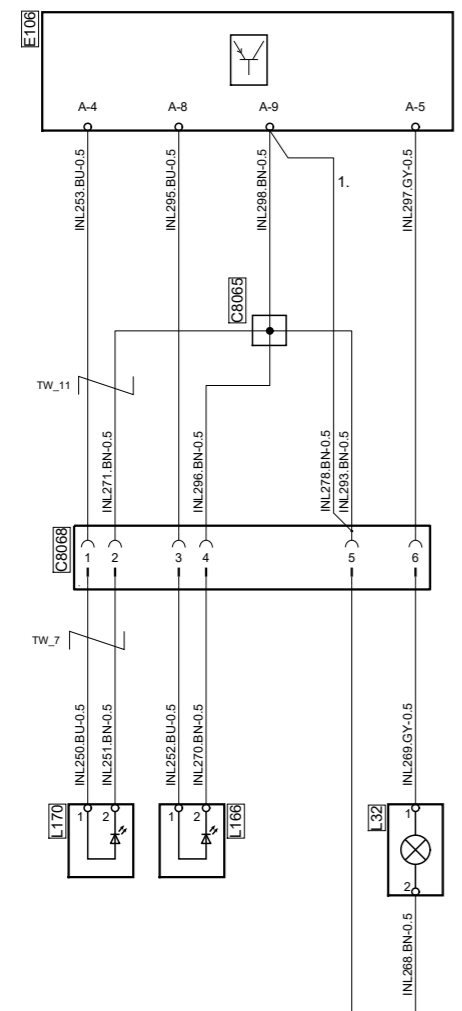 E106
A-4 A-8 A-9 A-5
1.
INL253.BU-0.5
INL295.BU-0.5
INL298.BN-0.5
INL297.GY-0.5
C8065
TW_11
INL271.BN-0.5
INL296.BN-0.5
INL278.BN-0.5
INL293.BN-0.5
C8068
1 2 3 4 5 6
TW_7
INL250.BU-0.5
INL251.BN-0.5
INL252.BU-0.5
INL270.BN-0.5
INL269.GY-0.5
L170
1 2
L166
1 2
L32
1
2
INL268.BN-0.5